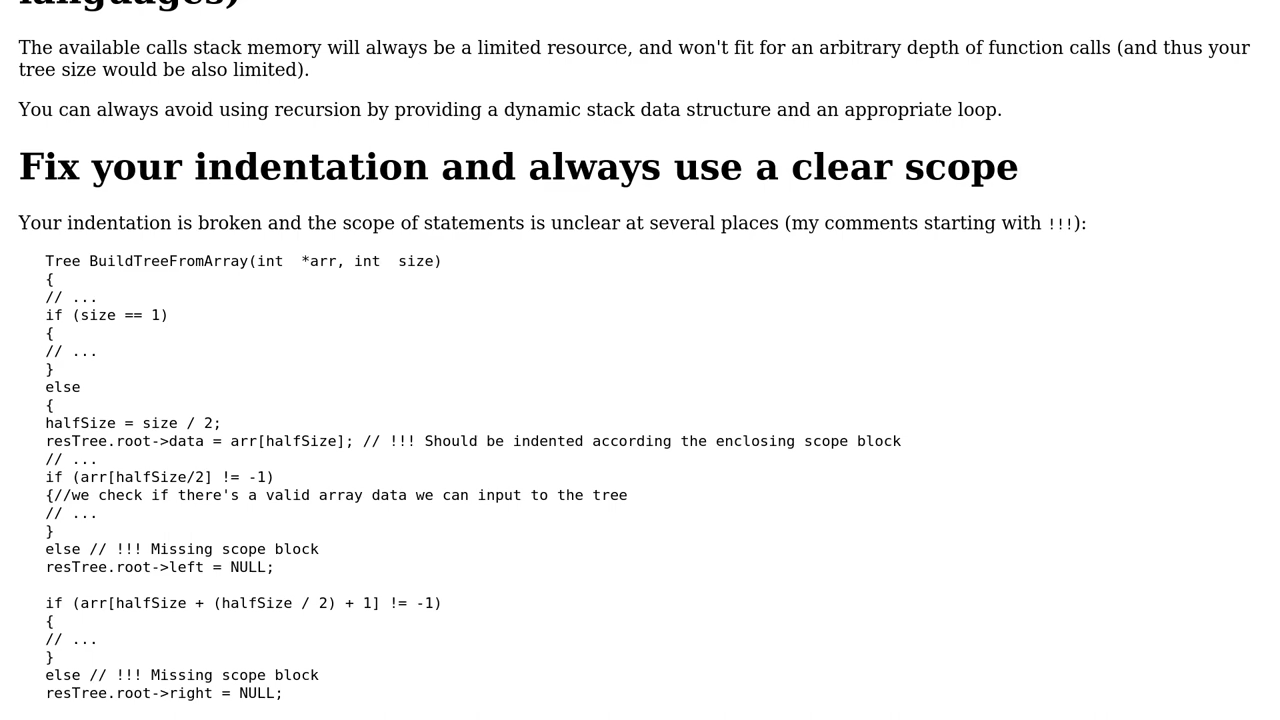 languages)
The available calls stack memory will always be a limited resource, and won't fit for an arbitrary depth of function calls (and thus your
tree size would be also limited).
You can always avoid using recursion by providing a dynamic stack data structure and an appropriate loop.
Fix your indentation and always use a clear scope
Your indentation is broken and the scope of statements is unclear at several places (my comments starting with !!!):
Tree BuildTreeFromArray(int  *arr, int  size)
{
// ...
if (size == 1)
{
// ...
}
else
{
halfSize = size / 2;
resTree.root->data = arr[halfSize]; // !!! Should be indented according the enclosing scope block
// ...
if (arr[halfSize/2] != -1)
{//we check if there's a valid array data we can input to the tree
// ...
}
else // !!! Missing scope block
resTree.root->left = NULL;
if (arr[halfSize + (halfSize / 2) + 1] != -1)
{
// ...
}
else // !!! Missing scope block
resTree.root->right = NULL;